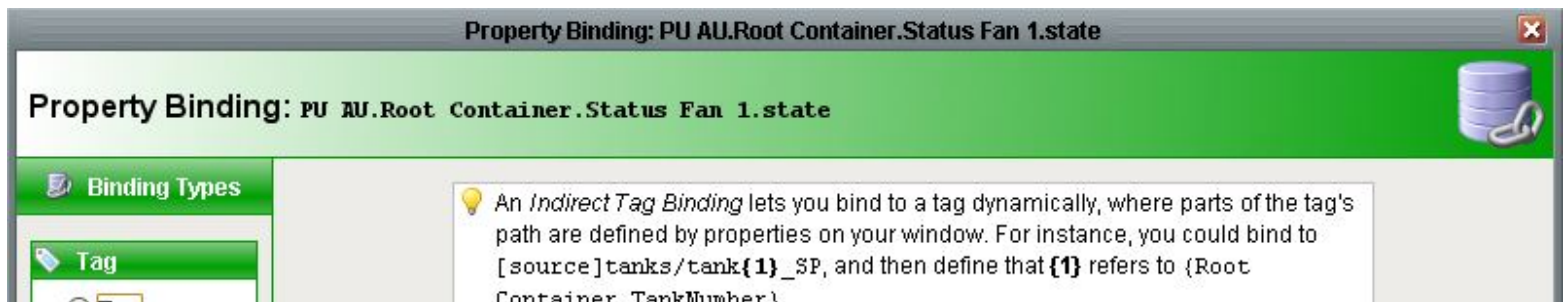 Property Binding: PU AU.Root Container.Status Fan 1.state
Property Binding: PU AU.Root Container.Status Fan 1.state
Binding Types
An Indirect Tag Binding lets you bind to a tag dynamically, where parts of the tag's
path are defined by properties on your window. For instance, you could bind to
Tag
[source]tanks/tank{1}_SP, and then define that {1} refers to {Root
Container.TankNumber}